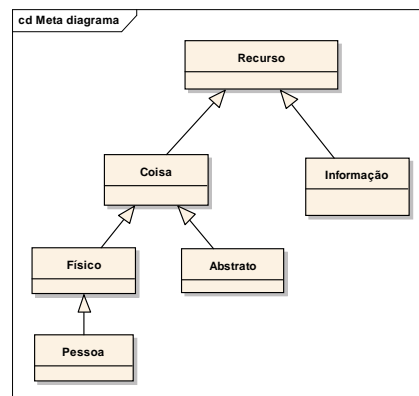 cd Meta diagrama
Recurso
Coisa
Informação
Físico
Abstrato
Pessoa